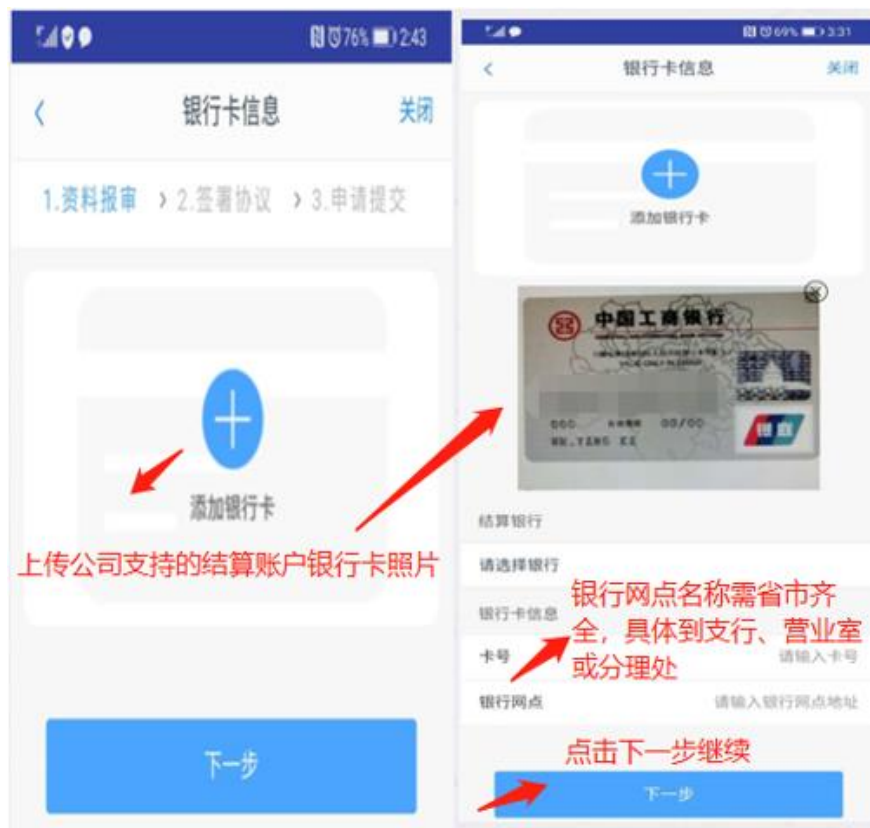 76% 2:43
银行卡信息
关闭
1.资料报审 > 2.签署协议 > 3.申请提交
添加银行卡
上传公司支持的结算账户银行卡照片
下一步
69% 3:31
银行卡信息
关闭
添加银行卡
中国工商银行
银联
结算银行
请选择银行
银行网点名称需省市齐
全，具体到支行、营业室
或分理处
银行卡信息
卡号
请输入卡号
银行网点
请输入银行网点地址
点击下一步继续
下一步